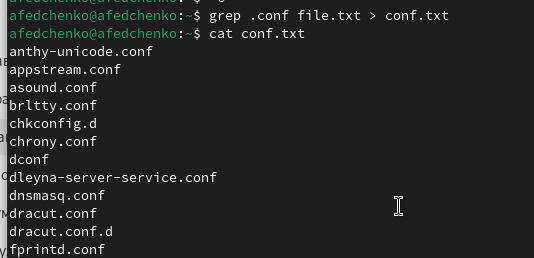 afedchenko@afedchenko:~$ grep .conf file.txt > conf.txt
afedchenko@afedchenko:~$ cat conf.txt
anthy-unicode.conf
appstream.conf
asound.conf
brltty.conf
chkconfig.d
chrony.conf
dconf
dleyna-server-service.conf
dnsmasq.conf
dracut.conf
dracut.conf.d
fprintd.conf